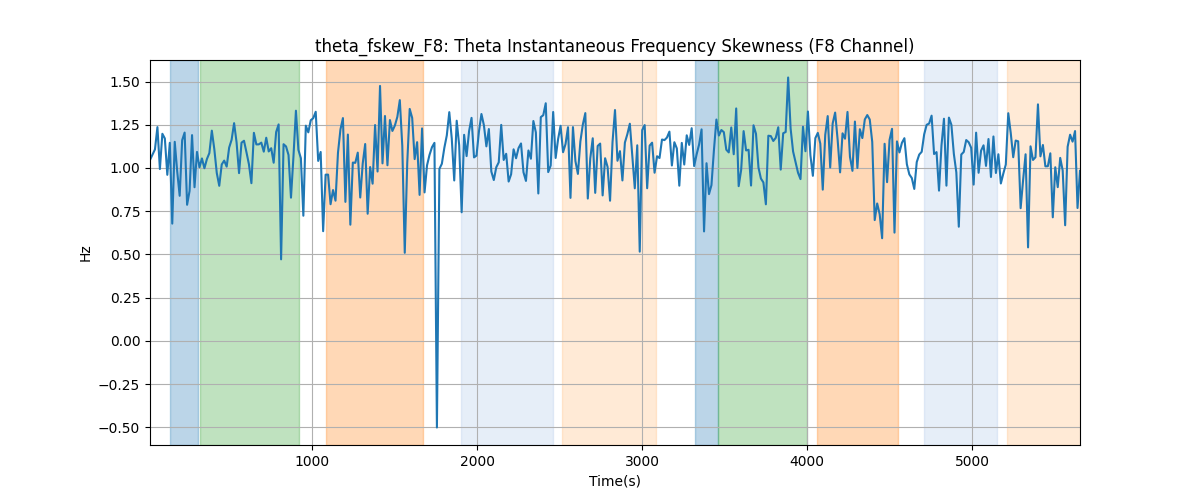 theta_fskew_F8: Theta Instantaneous Frequency Skewness (F8 Channel)
1.50
1.25
1.00
0.75
0.50
0.25
0.00
−0.25
−0.50
Hz
1000 2000 3000 4000 5000
Time(s)